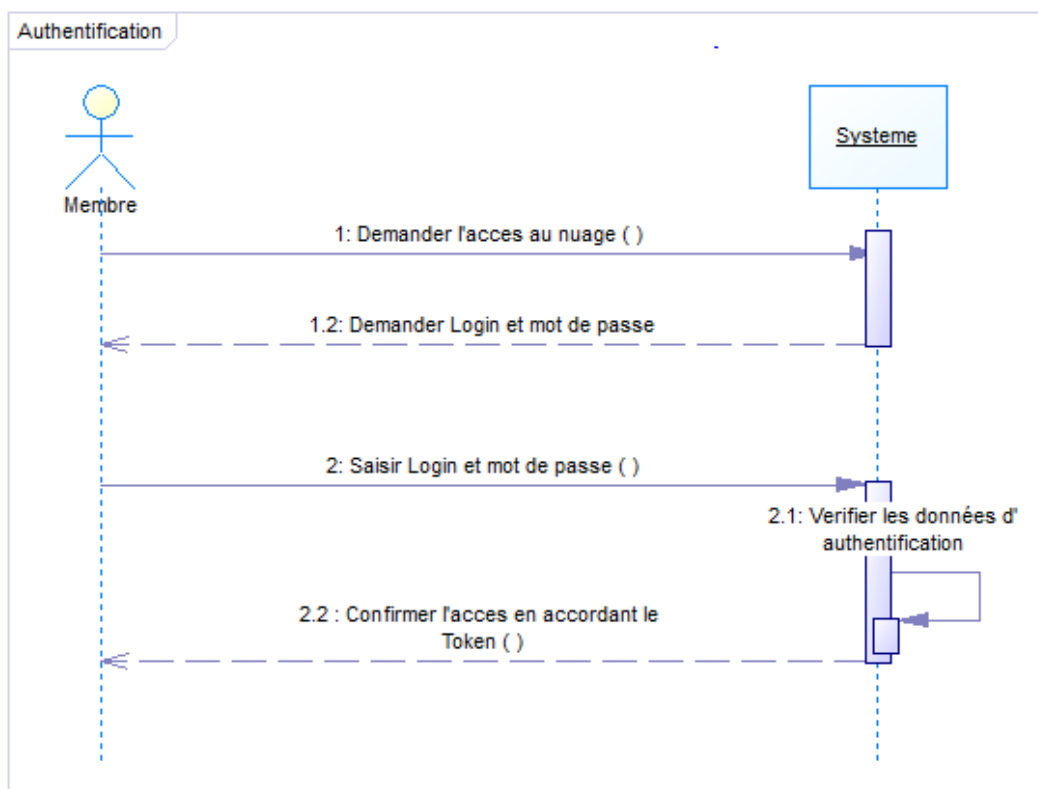 Authentification
Systeme
Membre
1: Demander l'acces au nuage ( )
1.2: Demander Login et mot de passe
2: Saisir Login et mot de passe ( )
2.1: Verifier les données d'
authentification
2.2 : Confirmer l'acces en accordant le
Token ( )